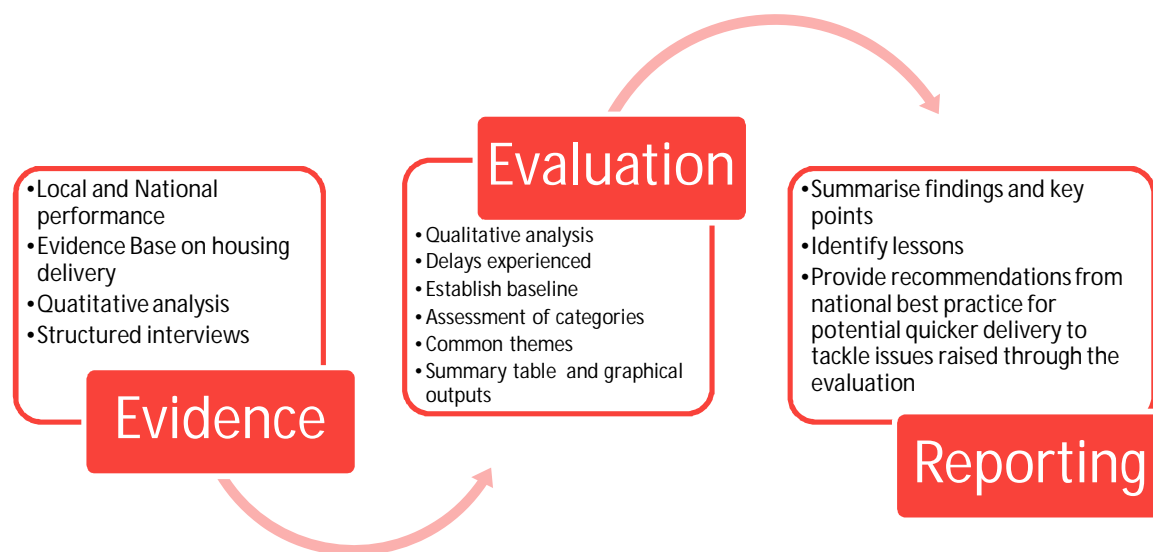 •Local and National
performance
•Evidence Base on housing
delivery
•Quatitative analysis
•Structured interviews
Evidence
Evaluation
•Qualitative analysis
•Delays experienced
•Establish baseline
•Assessment of categories
•Common themes
•Summary table and graphical
outputs
•Summarise findings and key
points
•Identify lessons
•Provide recommendations from
national best practice for
potential quicker delivery to
tackle issues raised through the
evaluation
Reporting